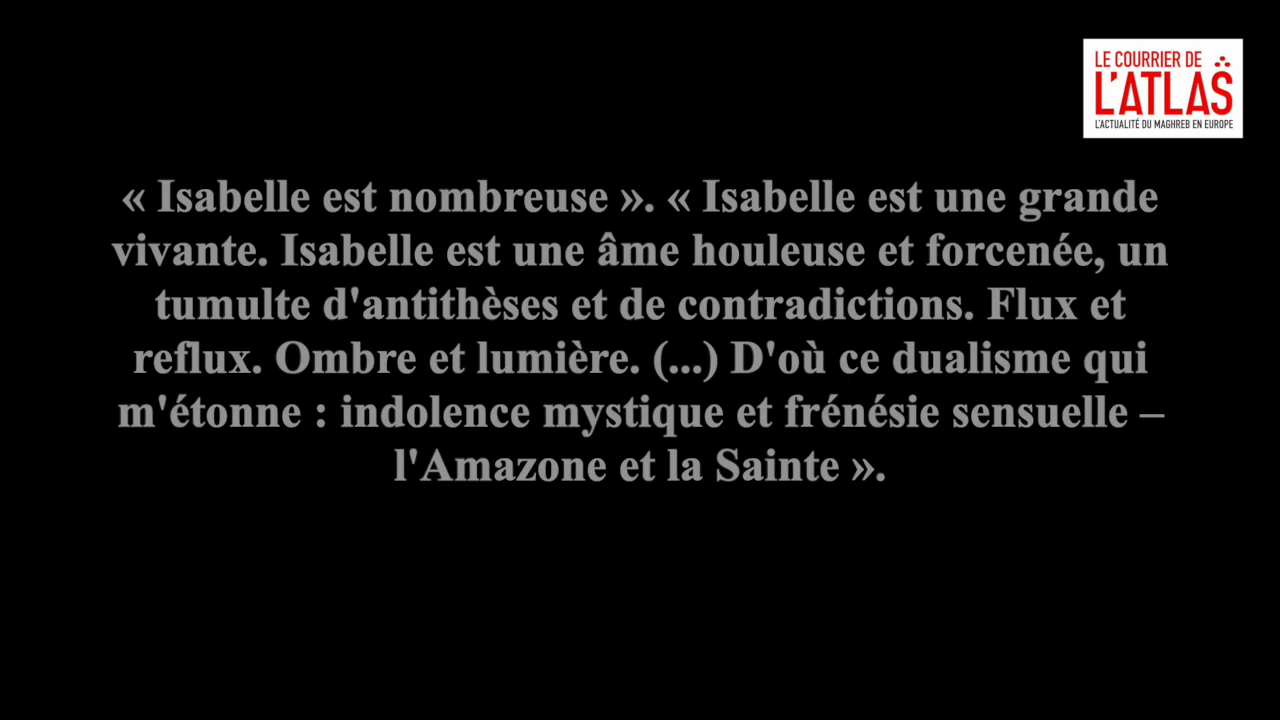 LE COURRIER DE
L'ATLAS
L'ACTUALITÉ DU MAGHREB EN EUROPE
« Isabelle est nombreuse ». « Isabelle est une grande
vivante. Isabelle est une âme houleuse et forcenée, un
tumulte d'antithèses et de contradictions. Flux et
reflux. Ombre et lumière. (...) D'où ce dualisme qui
m'étonne : indolence mystique et frénésie sensuelle –
l'Amazone et la Sainte ».